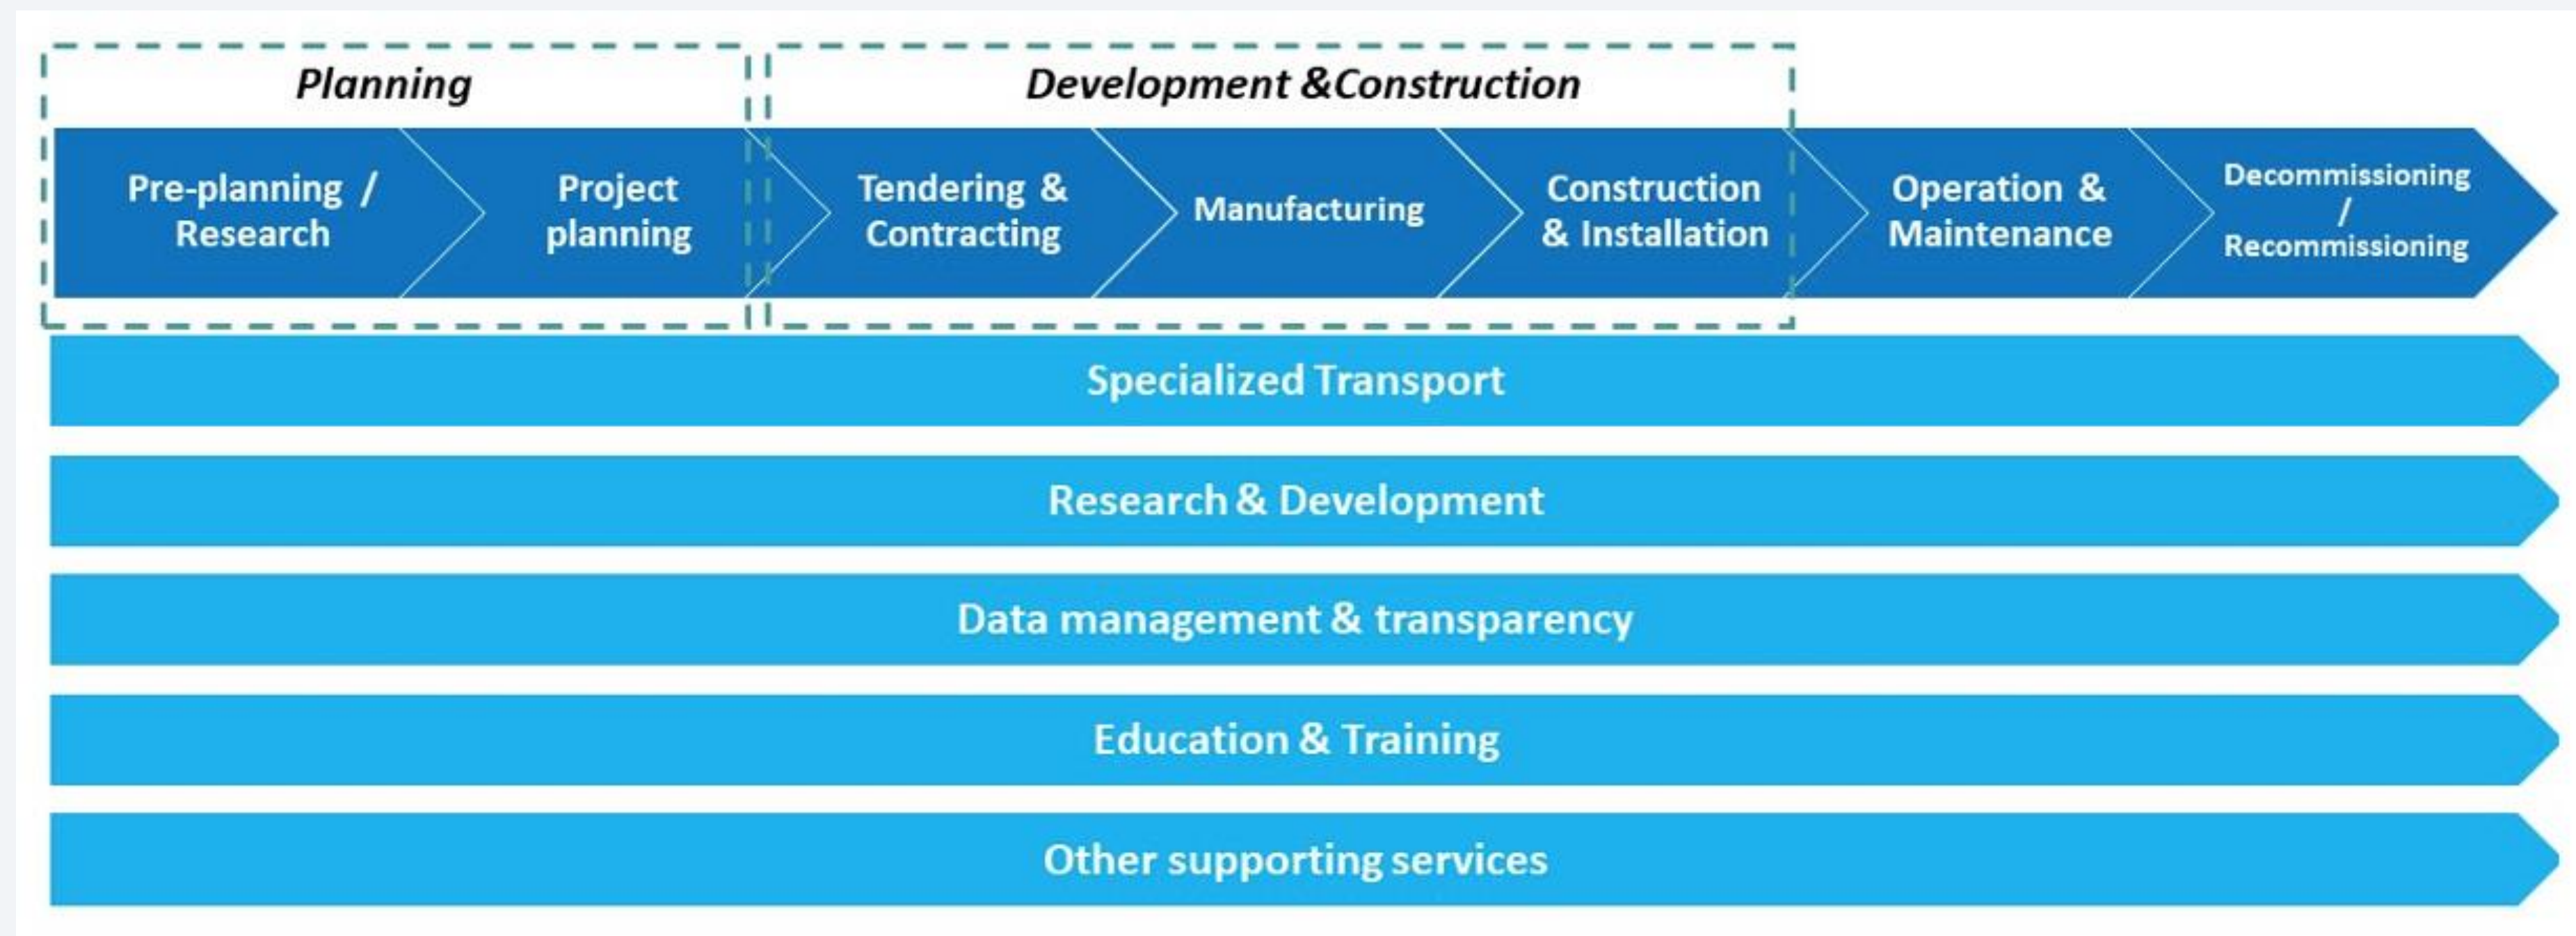 Planning
Development &Construction
Pre-planning /
Research
Project
planning
Tendering &
Contracting
Manufacturing
Construction
& Installation
Operation &
Maintenance
Decommissioning
/
Recommissioning
Specialized Transport
Research & Development
Data management & transparency
Education & Training
Other supporting services